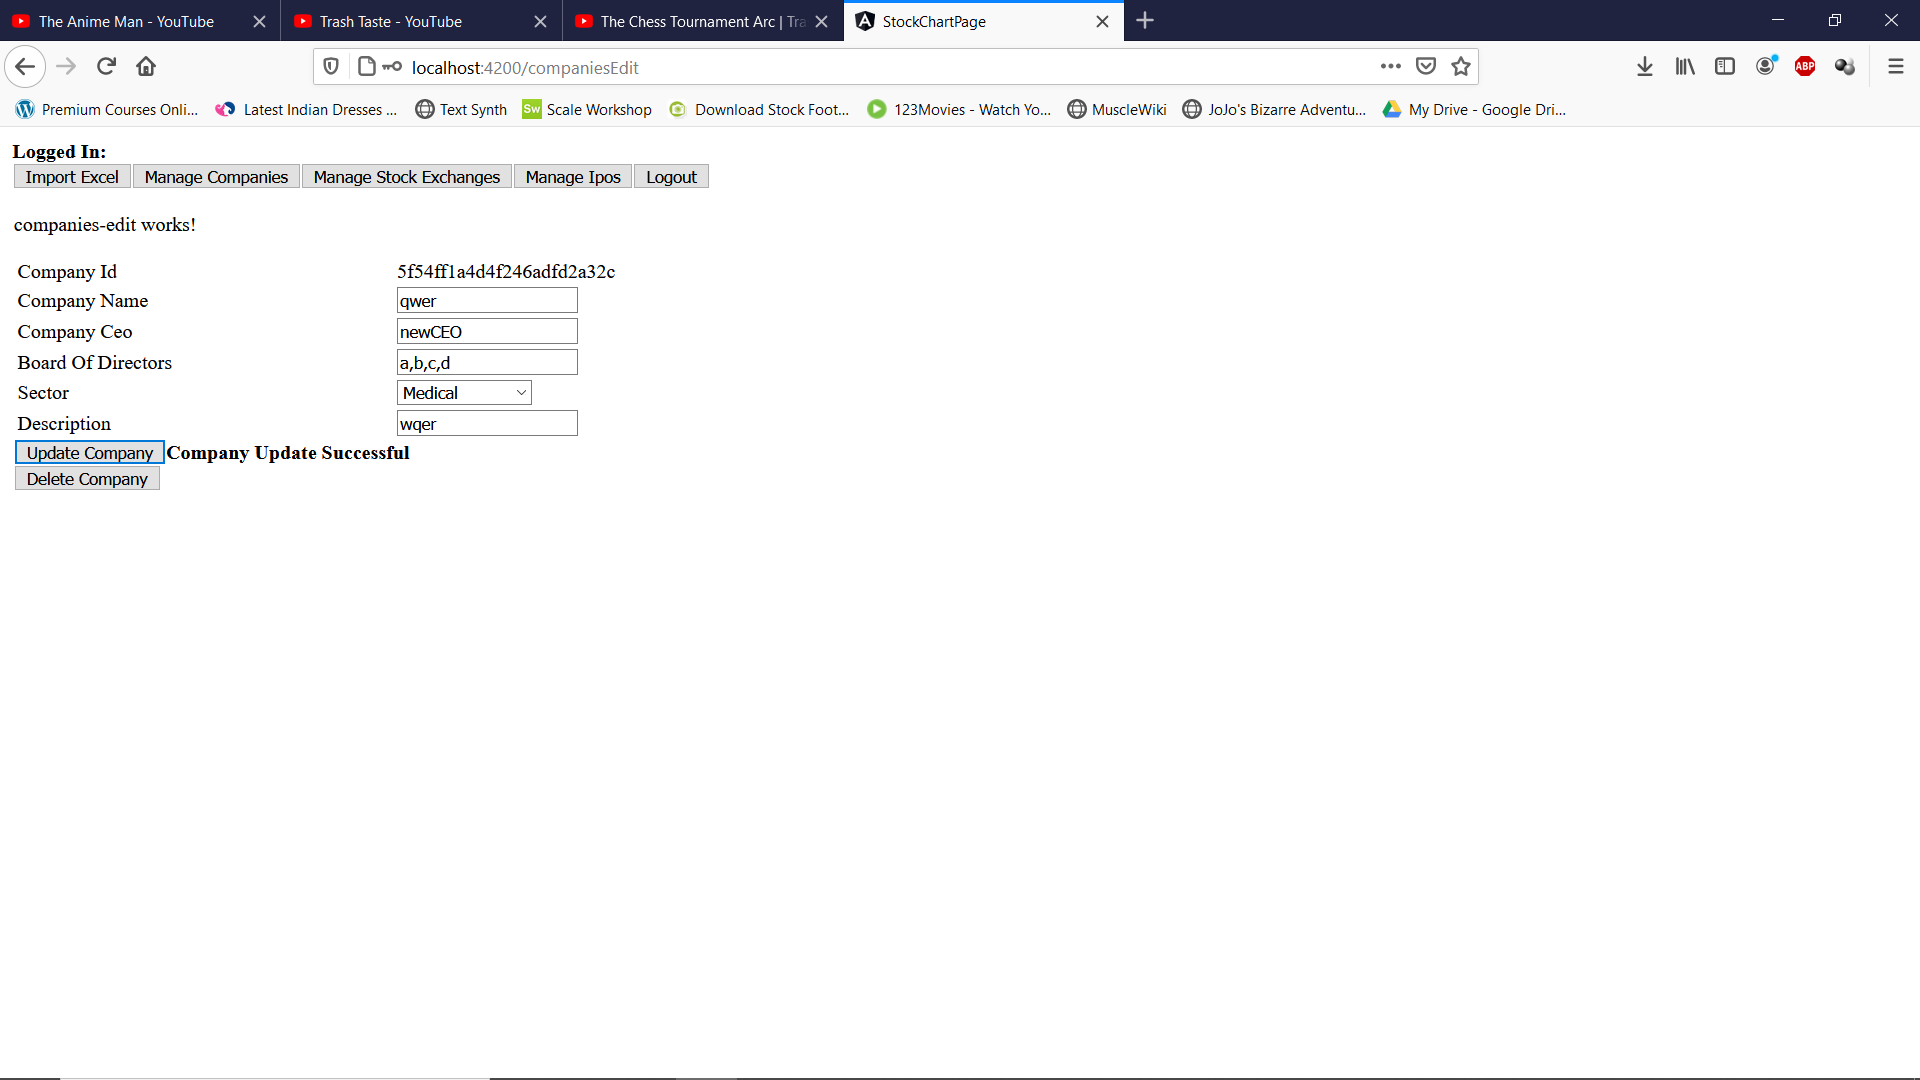 The Anime Man - YouTube
Trash Taste - YouTube
The Chess Tournament Arc | Tra
StockChartPage
localhost:4200/companiesEdit
ABP
Premium Courses Onli...
Latest Indian Dresses ...
Text Synth
Sw Scale Workshop
Download Stock Foot...
123Movies - Watch Yo...
MuscleWiki
JoJo's Bizarre Adventu...
My Drive - Google Dri...
Logged In:
Import Excel
Manage Companies
Manage Stock Exchanges
Manage Ipos
Logout
companies-edit works!
Company Id 5f54ff1a4d4f246adfd2a32c
Company Name qwer
Company Ceo newCEO
Board Of Directors a,b,c,d
Sector Medical
Description wqer
Update Company Company Update Successful
Delete Company